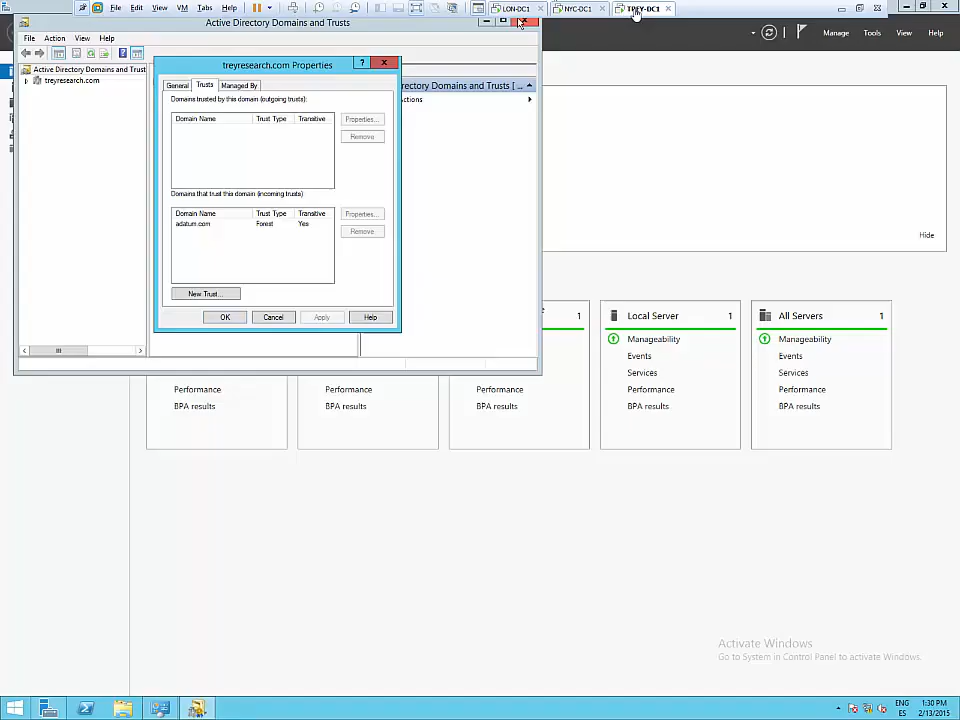 File Edit View VM Tabs Help
LON-DC1 NYC-DC1 TREY-DC1
Active Directory Domains and Trusts
Manage Tools View Help
File Action View Help
Active Directory Domains and Trust
treyresearch.com
rectory Domains and Trusts [ ...
ctions
treyresearch.com Properties
General Trusts Managed By
Domains trusted by this domain (outgoing trusts):
Domain Name Trust Type Transitive
Properties...
Remove
Domains that trust this domain (incoming trusts)
Domain Name Trust Type Transitive
adatum.com Forest Yes
Properties...
Remove
New Trust...
OK Cancel Apply Help
Hide
1
Performance
BPA results
Performance
BPA results
Performance
BPA results
Local Server 1
Manageability
Events
Services
Performance
BPA results
All Servers 1
Manageability
Events
Services
Performance
BPA results
Activate Windows
Go to System in Control Panel to activate Windows.
ENG 1:30 PM
ES 2/13/2015